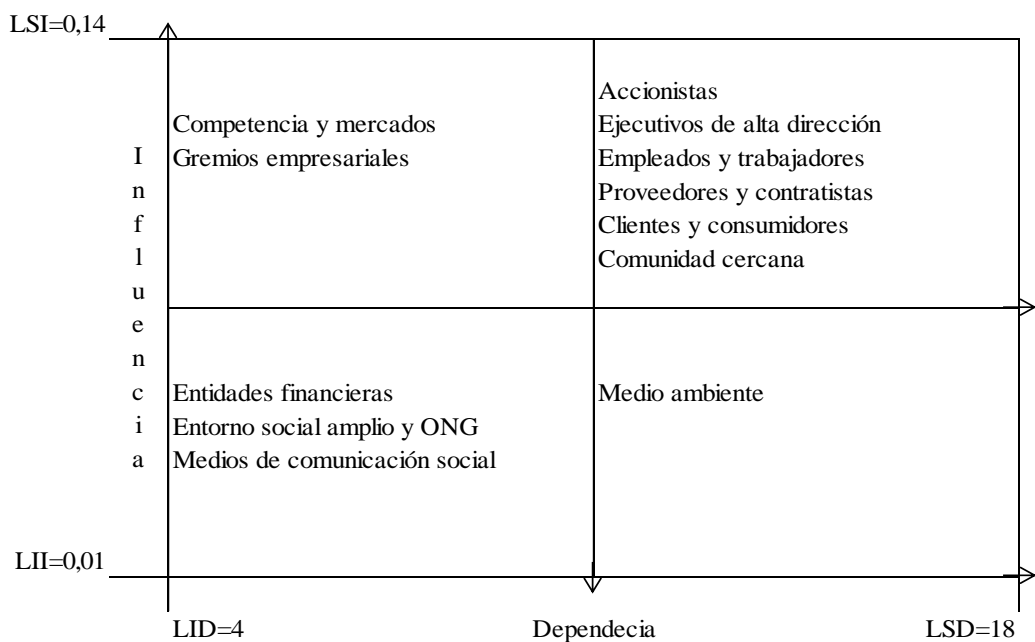 LSI=0,14
Accionistas
Competencia y mercados
Ejecutivos de alta dirección
Gremios empresariales
Empleados y trabajadores
Proveedores y contratistas
Clientes y consumidores
Comunidad cercana
Influencia
Entidades financieras
Medio ambiente
Entorno social amplio y ONG
Medios de comunicación social
LII=0,01
LID=4
Dependecia
LSD=18